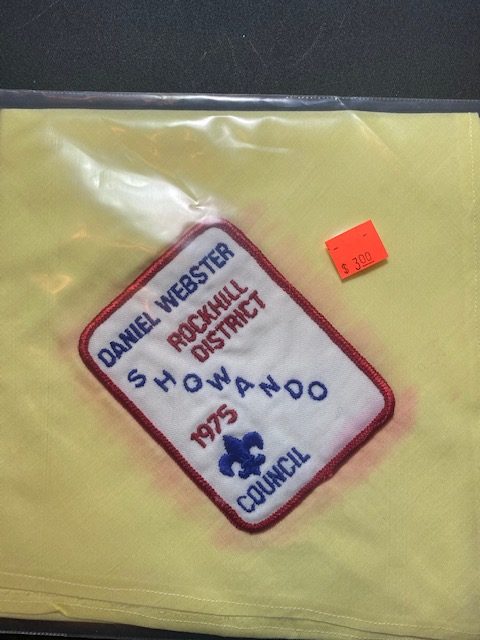 DANIEL WEBSTER
ROCKHILL
DISTRICT
SHOWANDO
1975
COUNCIL
$ 3.00